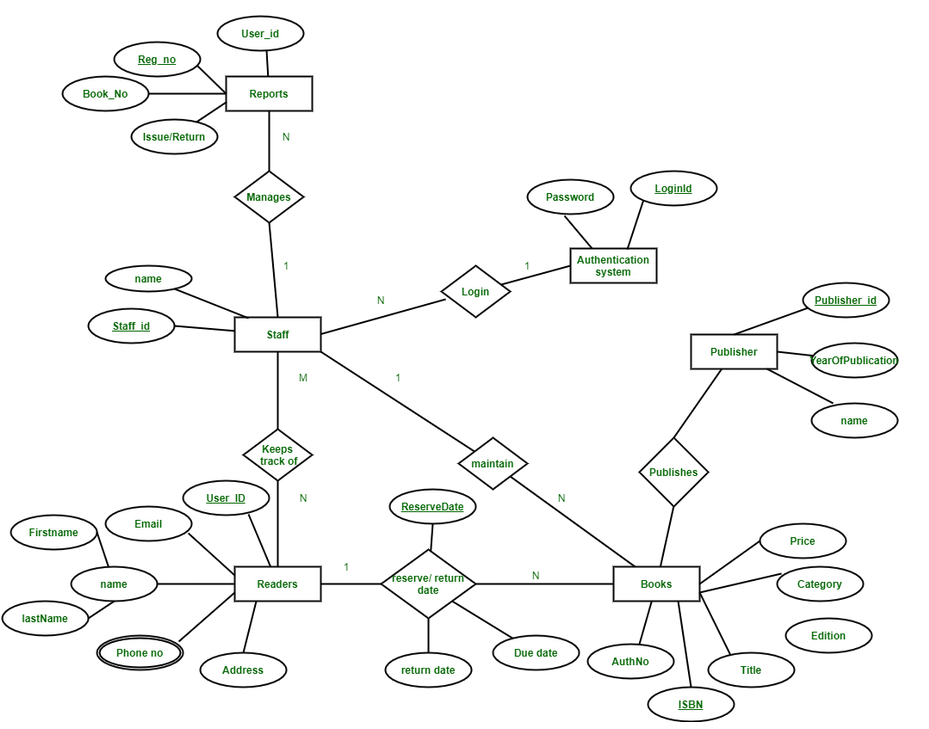 User_id
Reg_no
Reports
Book_No
Issue/Return
N
Manages
LoginId
Password
Authentication
system
1
1
name
Login
N
Publisher_id
Staff_id
Staff
Publisher
YearOfPublication
M
1
name
Keeps
track of
maintain
Publishes
User_ID
N
N
ReserveDate
Email
Firstname
Price
1
N
name
Readers
reserve/ return
date
Books
Category
lastName
Edition
Phone no
Due date
AuthNo
Address
return date
Title
ISBN